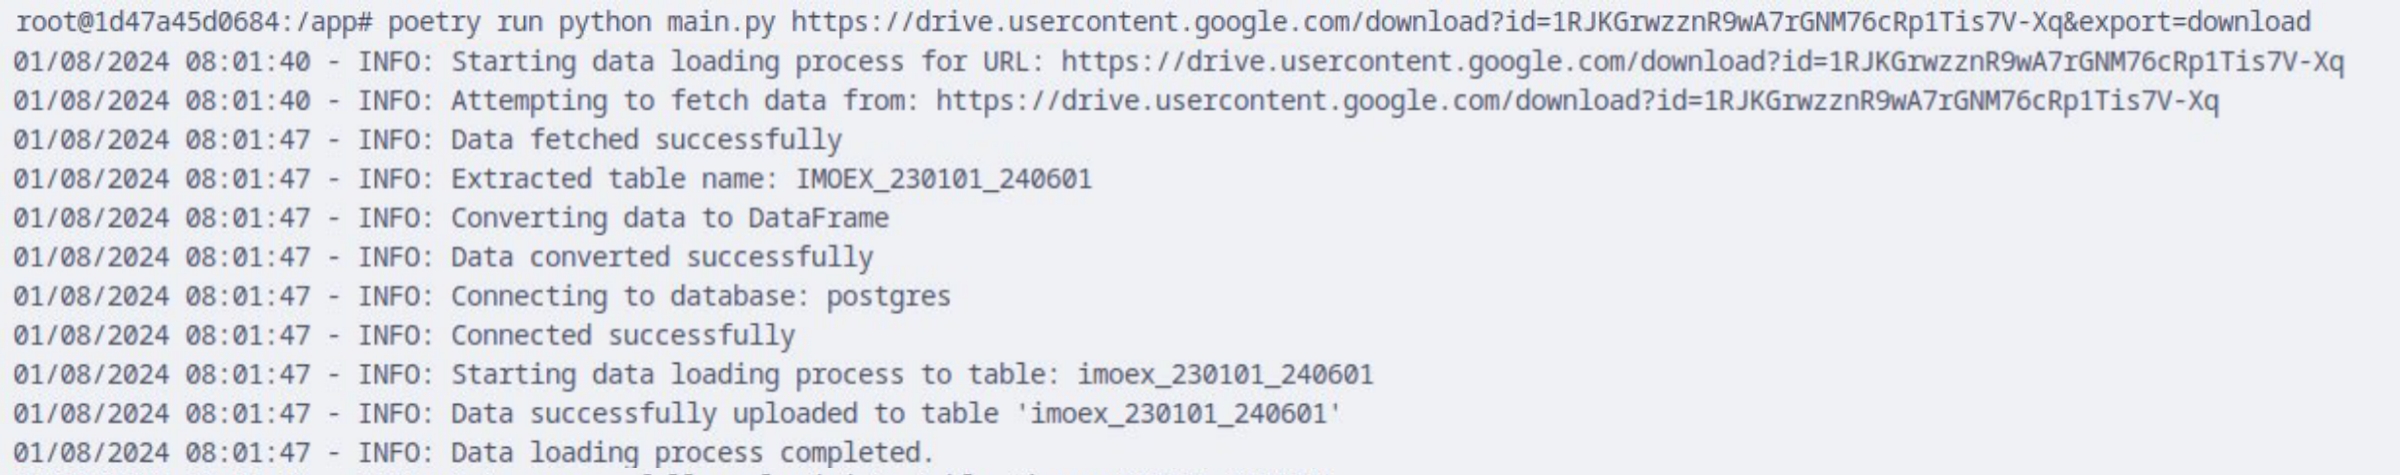 root@1d47a45d0684:/app# poetry run python main.py https://drive.usercontent.google.com/download?id=1RJKGrwzznR9wA7rGNM76cRp1Tis7V-Xq&export=download
01/08/2024 08:01:40 - INFO: Starting data loading process for URL: https://drive.usercontent.google.com/download?id=1RJKGrwzznR9wA7rGNM76cRp1Tis7V-Xq
01/08/2024 08:01:40 - INFO: Attempting to fetch data from: https://drive.usercontent.google.com/download?id=1RJKGrwzznR9wA7rGNM76cRp1Tis7V-Xq
01/08/2024 08:01:47 - INFO: Data fetched successfully
01/08/2024 08:01:47 - INFO: Extracted table name: IMOEX_230101_240601
01/08/2024 08:01:47 - INFO: Converting data to DataFrame
01/08/2024 08:01:47 - INFO: Data converted successfully
01/08/2024 08:01:47 - INFO: Connecting to database: postgres
01/08/2024 08:01:47 - INFO: Connected successfully
01/08/2024 08:01:47 - INFO: Starting data loading process to table: imoex_230101_240601
01/08/2024 08:01:47 - INFO: Data successfully uploaded to table 'imoex_230101_240601'
01/08/2024 08:01:47 - INFO: Data loading process completed.